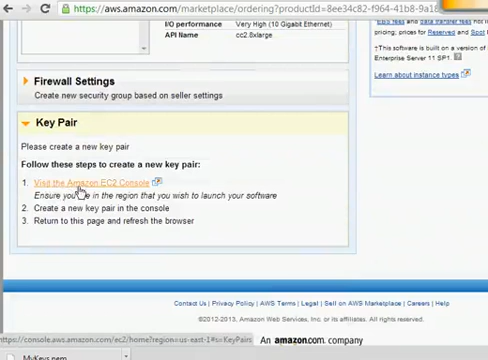 https://aws.amazon.com/marketplace/ordering?productId=8ee34c82-f964-41b8-9a18
I/O performance Very High (10 Gigabit Ethernet)
API Name cc2.8xlarge
pricing; prices for Reserved and Spot
†This software is built on a version of
Enterprise Server 11 SP1. ?
Learn about instance types
Firewall Settings
Create new security group based on seller settings
Key Pair
Please create a new key pair
Follow these steps to create a new key pair:
1. Visit the Amazon EC2 Console
Ensure you are in the region that you wish to launch your software
2. Create a new key pair in the console
3. Return to this page and refresh the browser
Contact Us | Privacy Policy | AWS Terms | Legal | Sell on AWS Marketplace | Careers | Help
©2012-2013, Amazon Web Services, Inc. or its affiliates. All rights
https://console.aws.amazon.com/ec2/home?region=us-east-1#s=KeyPairs
An amazon.com company
MyKeys.pem